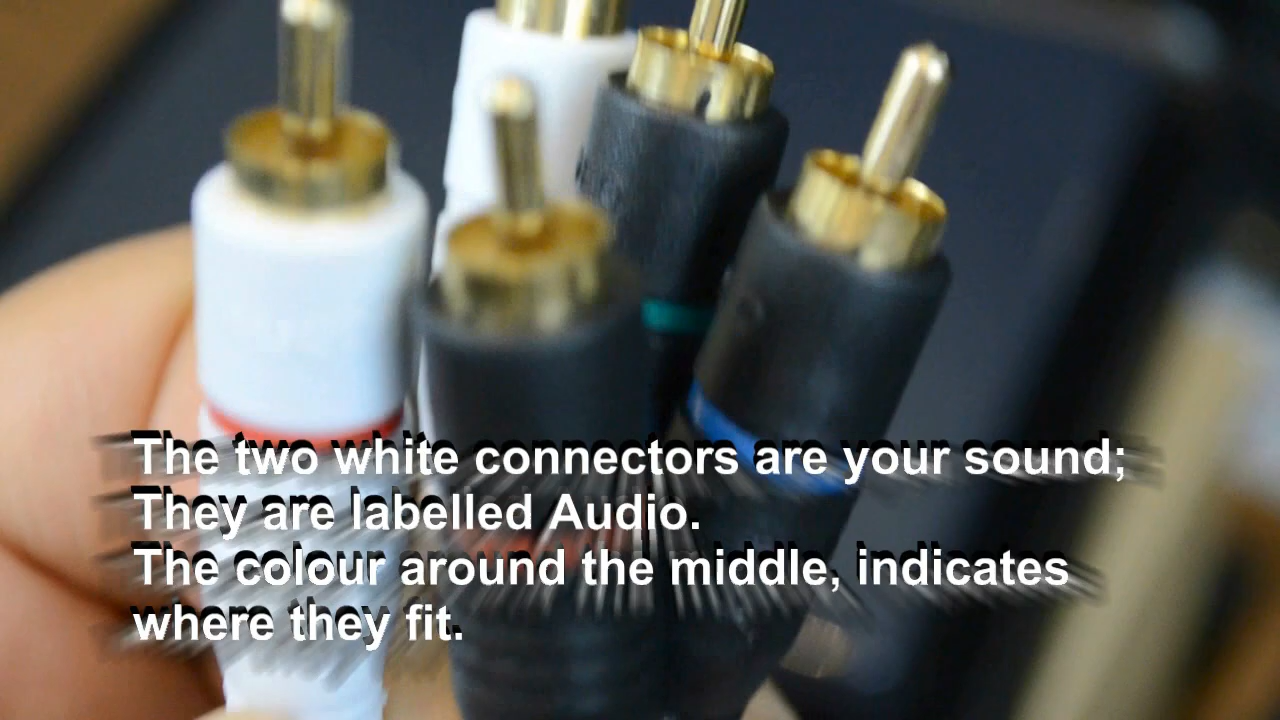 The two white connectors are your sound;
They are labelled Audio.
The colour around the middle, indicates
where they fit.